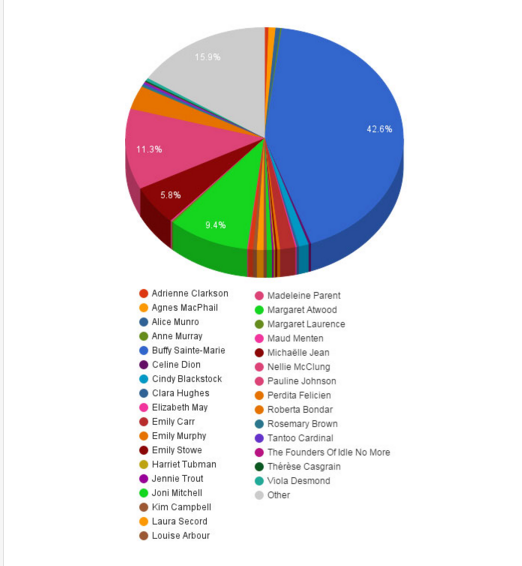 15.9%
42.6%
11.3%
5.8%
9.4%
Adrienne Clarkson
Agnes MacPhail
Alice Munro
Anne Murray
Buffy Sainte-Marie
Celine Dion
Cindy Blackstock
Clara Hughes
Elizabeth May
Emily Carr
Emily Murphy
Emily Stowe
Harriet Tubman
Jennie Trout
Joni Mitchell
Kim Campbell
Laura Secord
Louise Arbour
Madeleine Parent
Margaret Atwood
Margaret Laurence
Maud Menten
Michaëlle Jean
Nellie McClung
Pauline Johnson
Perdita Felicien
Roberta Bondar
Rosemary Brown
Tantoo Cardinal
The Founders Of Idle No More
Thérèse Casgrain
Viola Desmond
Other